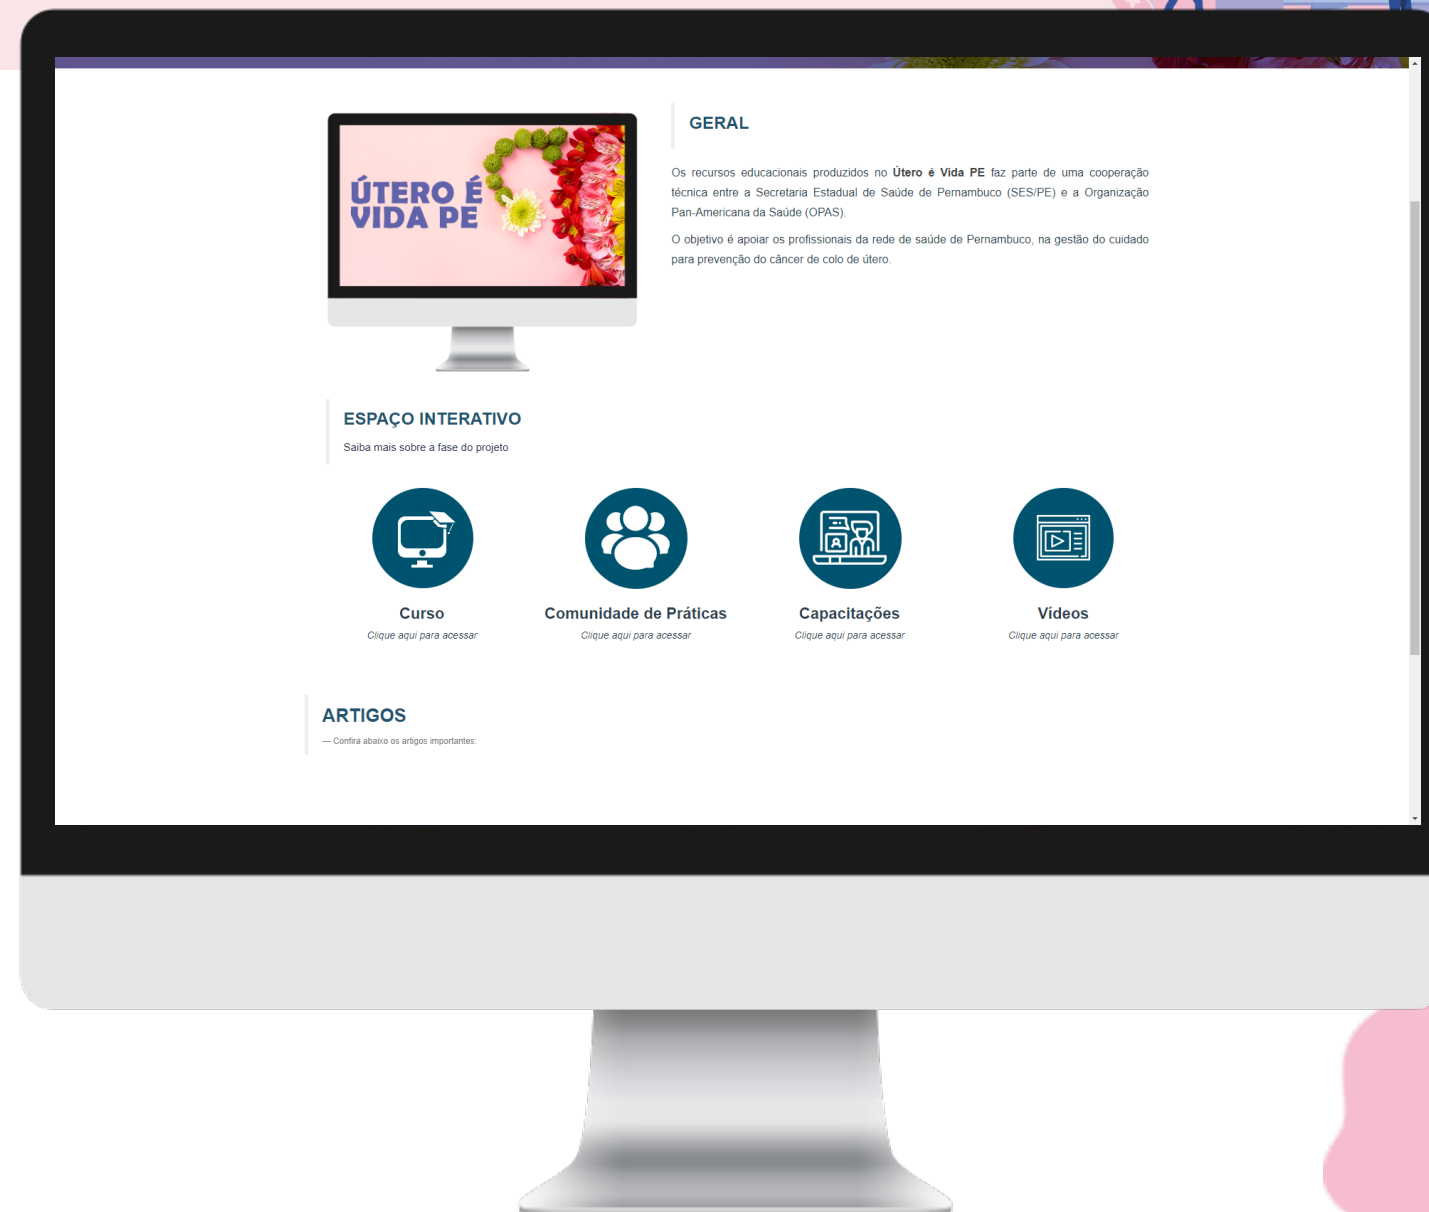 ÚTERO É
VIDA PE
GERAL
Os recursos educacionais produzidos no Útero é Vida PE faz parte de uma cooperação
técnica entre a Secretaria Estadual de Saúde de Pernambuco (SES/PE) e a Organização
Pan-Americana da Saúde (OPAS).
O objetivo é apoiar os profissionais da rede de saúde de Pernambuco, na gestão do cuidado
para prevenção do câncer de colo de útero.
ESPAÇO INTERATIVO
Saiba mais sobre a fase do projeto
Curso
Clique aqui para acessar
Comunidade de Práticas
Clique aqui para acessar
Capacitações
Clique aqui para acessar
Vídeos
Clique aqui para acessar
ARTIGOS
— Confira abaixo os artigos importantes: